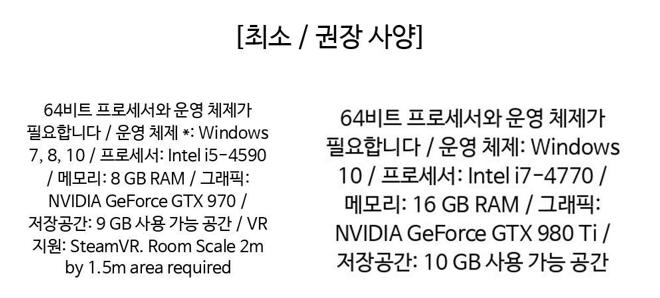 [최소 / 권장 사양]
64비트 프로세서와 운영 체제가
필요합니다 / 운영 체제 *: Windows
7, 8, 10 / 프로세서: Intel i5-4590
/ 메모리: 8 GB RAM / 그래픽:
NVIDIA GeForce GTX 970 /
저장공간: 9 GB 사용 가능 공간 / VR
지원: SteamVR. Room Scale 2m
by 1.5m area required
64비트 프로세서와 운영 체제가
필요합니다 / 운영 체제: Windows
10 / 프로세서: Intel i7-4770 /
메모리: 16 GB RAM / 그래픽:
NVIDIA GeForce GTX 980 Ti /
저장공간: 10 GB 사용 가능 공간